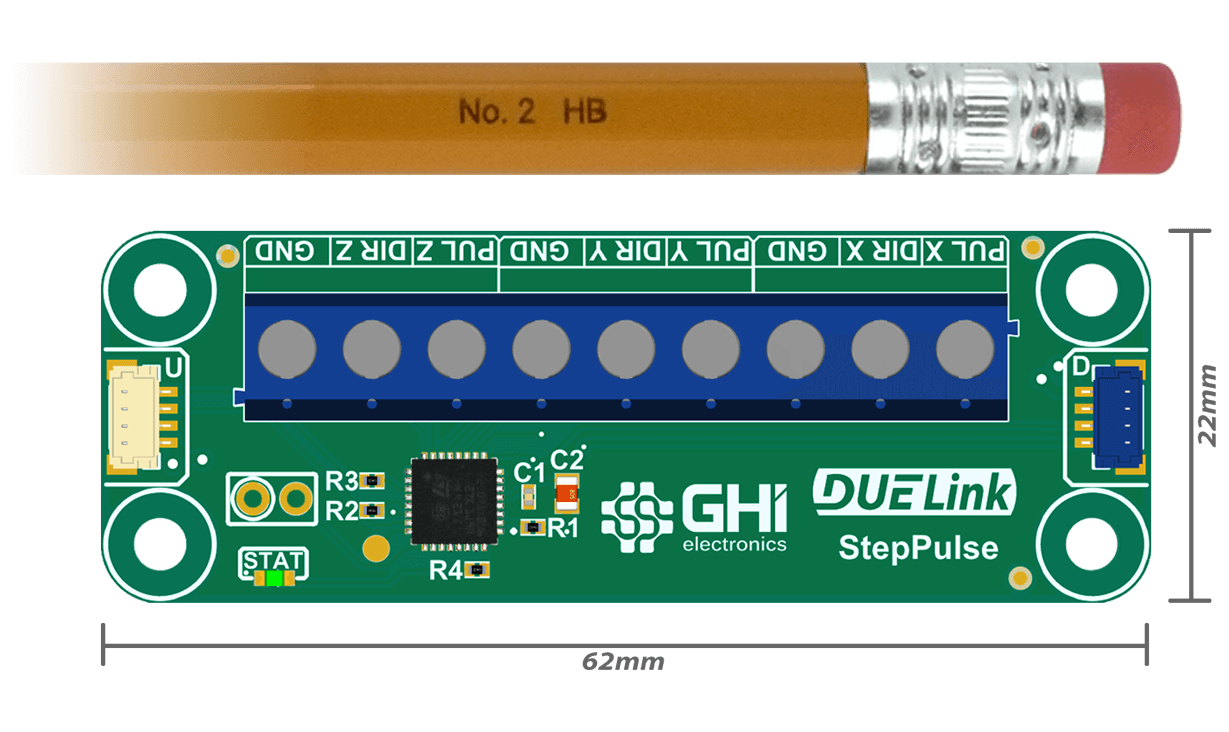 No. 2 HB
GND DIR Z PUL Z GND DIR Y PUL Y GND DIR X PUL X
U
D
22mm
R3
C1
C2
R2
R1
GHI
electronics
DUELink
StepPulse
STAT
R4
62mm